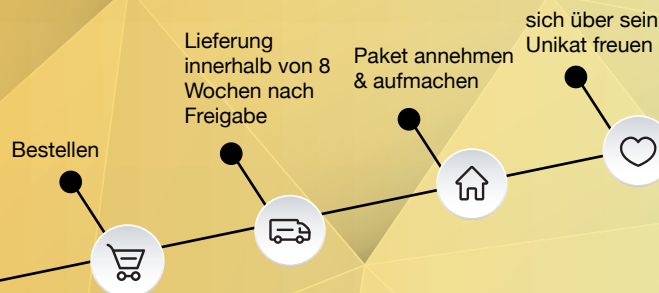 Bestellen
Lieferung
innerhalb von 8
Wochen nach
Freigabe
Paket annehmen
& aufmachen
sich über sein
Unikat freuen